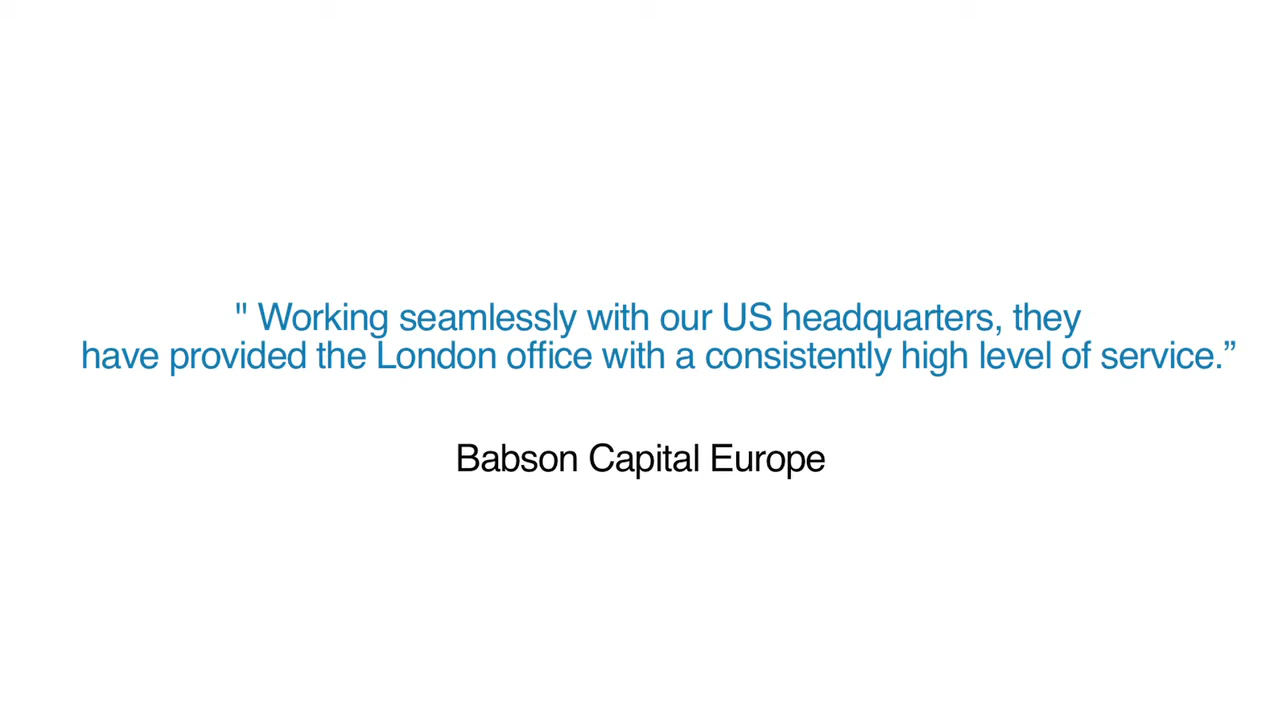 " Working seamlessly with our US headquarters, they
have provided the London office with a consistently high level of service.”
Babson Capital Europe